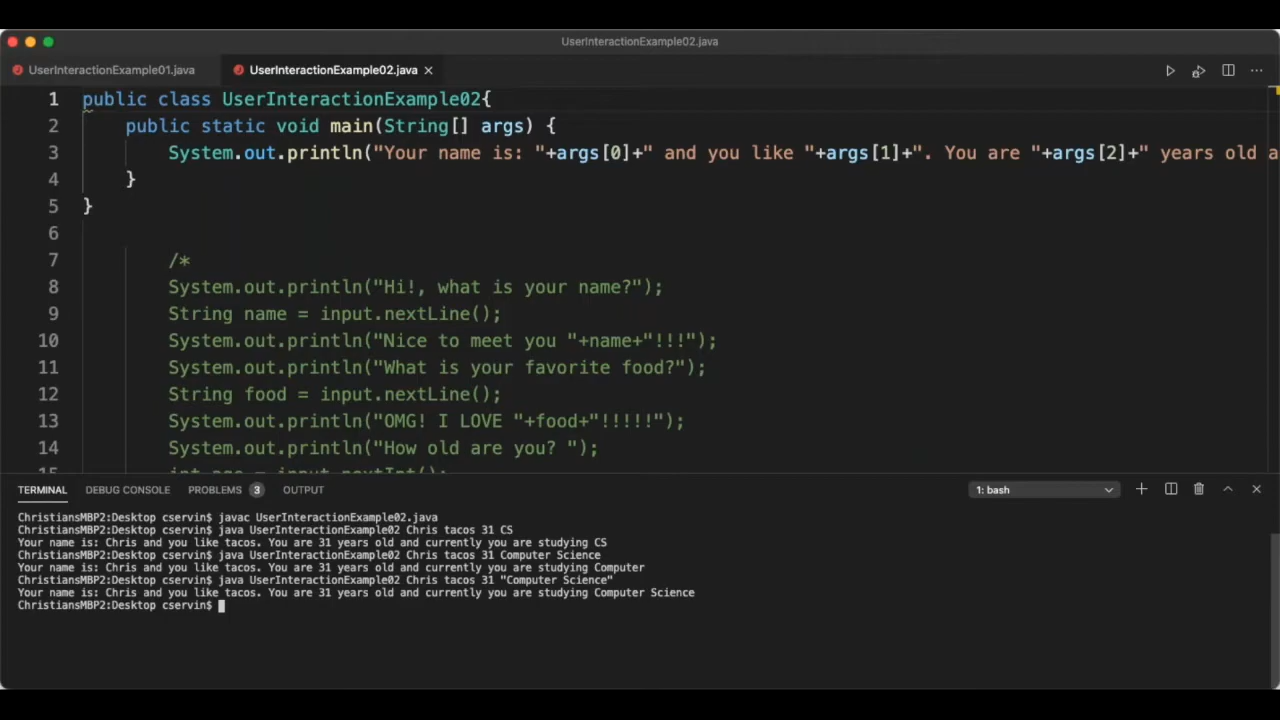 UserInteractionExample02.java
UserInteractionExample01.java UserInteractionExample02.java
1 public class UserInteractionExample02{
2 public static void main(String[] args) {
3 System.out.println("Your name is: "+args[0]+" and you like "+args[1]+". You are "+args[2]+" years old a
4 }
5 }
6
7 /*
8 System.out.println("Hi!, what is your name?");
9 String name = input.nextLine();
10 System.out.println("Nice to meet you "+name+"!!!");
11 System.out.println("What is your favorite food?");
12 String food = input.nextLine();
13 System.out.println("OMG! I LOVE "+food+"!!!!!");
14 System.out.println("How old are you? ");
15 int age = input.nextInt();
TERMINAL DEBUG CONSOLE PROBLEMS 3 OUTPUT 1: bash
ChristiansMBP2:Desktop cservin$ javac UserInteractionExample02.java
ChristiansMBP2:Desktop cservin$ java UserInteractionExample02 Chris tacos 31 CS
Your name is: Chris and you like tacos. You are 31 years old and currently you are studying CS
ChristiansMBP2:Desktop cservin$ java UserInteractionExample02 Chris tacos 31 Computer Science
Your name is: Chris and you like tacos. You are 31 years old and currently you are studying Computer
ChristiansMBP2:Desktop cservin$ java UserInteractionExample02 Chris tacos 31 "Computer Science"
Your name is: Chris and you like tacos. You are 31 years old and currently you are studying Computer Science
ChristiansMBP2:Desktop cservin$